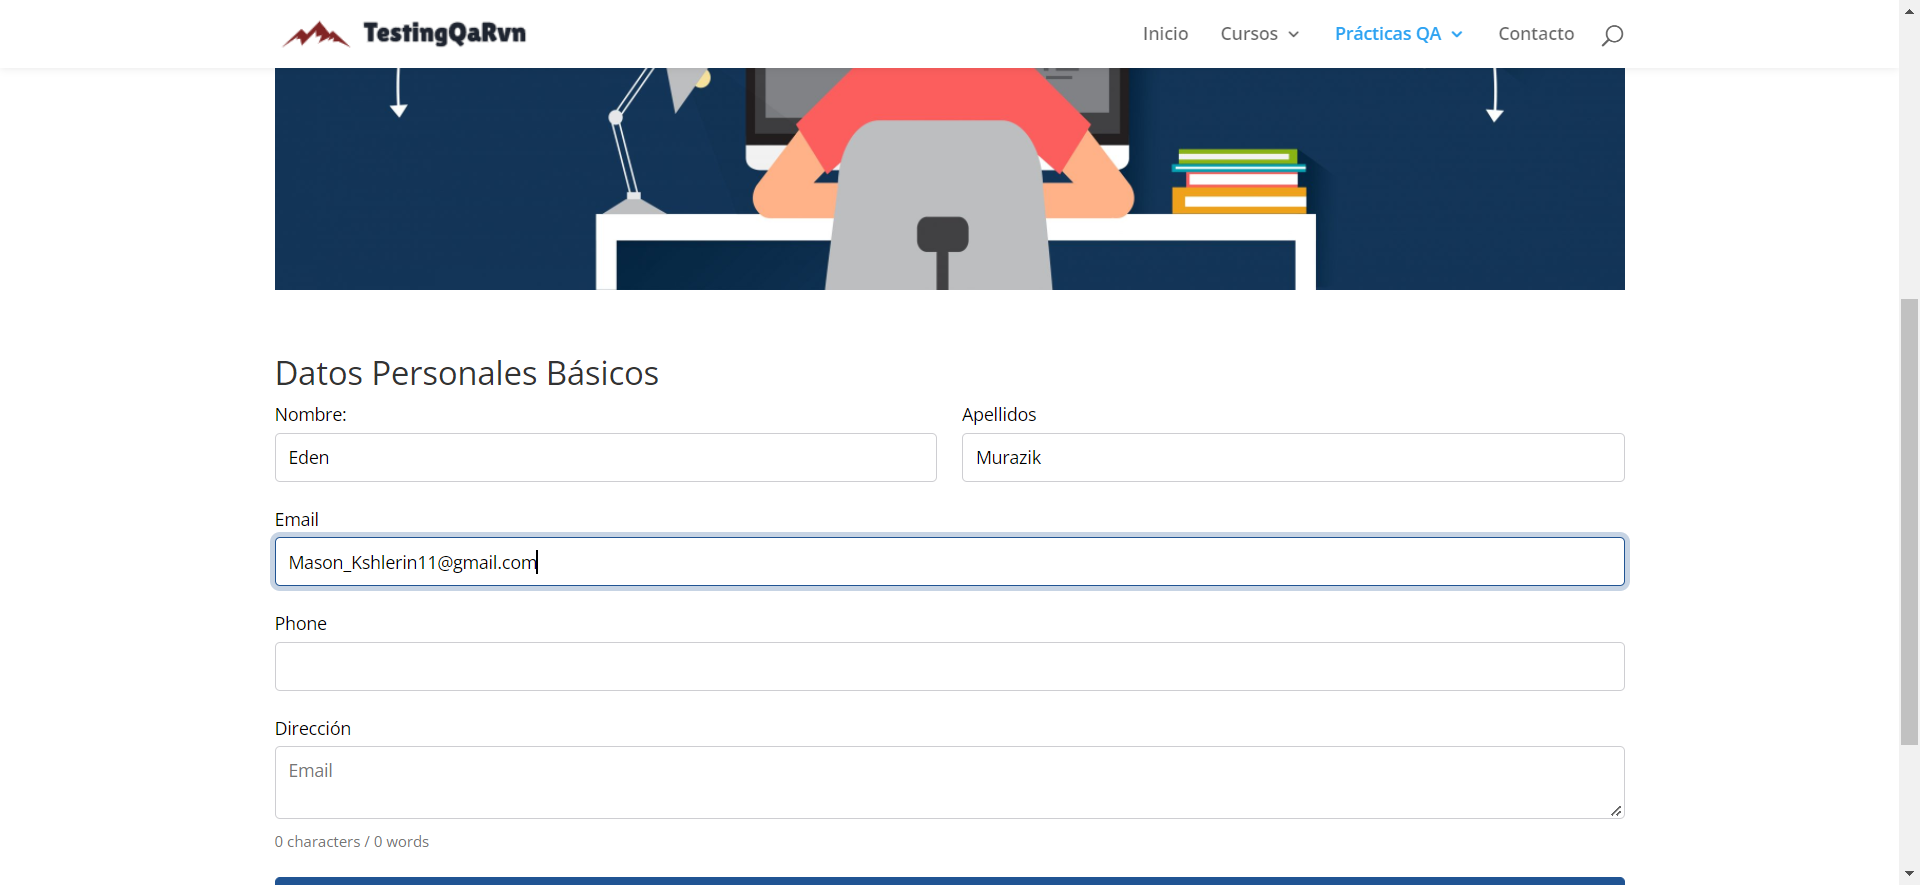 TestingQaRvn
Inicio Cursos Prácticas QA Contacto
Datos Personales Básicos
Nombre: Apellidos
Eden Murazik
Email
Mason_Kshlerin11@gmail.com
Phone
Dirección
Email
0 characters / 0 words